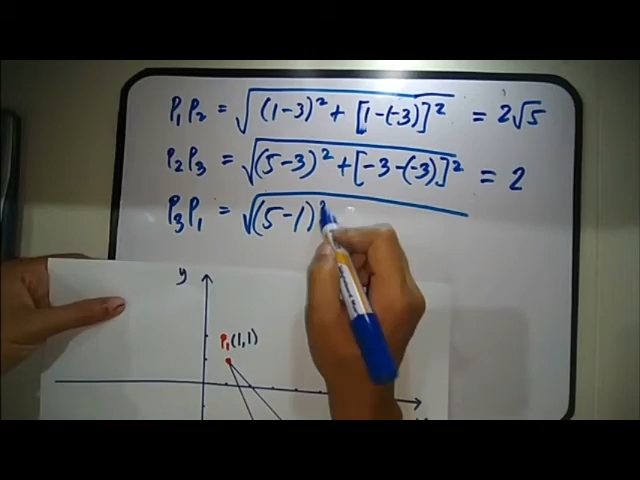 P₁P₂ = √(1-3)² + [1-(-3)]² = 2√5
P₂P₃ = √(5-3)² + [-3-(-3)]² = 2
P₃P₁ = √(5-1)²
y
P₁(1,1)